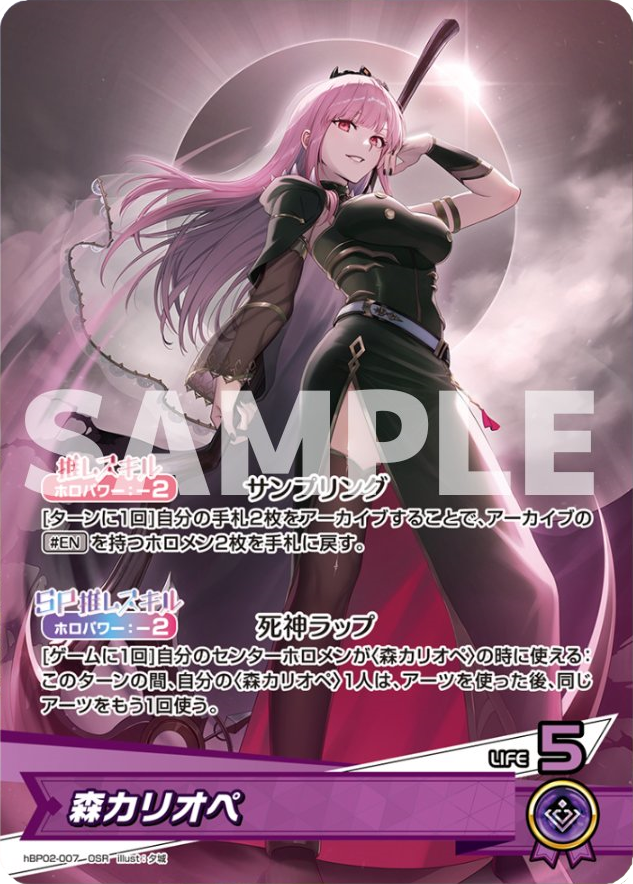 SAMPLE
推しスキル
ホロパワー:-2
サンプリング
[ターンに1回]自分の手札2枚をアーカイブすることで、アーカイブの
#EN を持つホロメン2枚を手札に戻す。
SP推しスキル
ホロパワー:-2
死神ラップ
[ゲームに1回]自分のセンターホロメンが〈森カリオペ〉の時に使える:
このターンの間、自分の〈森カリオペ〉1人は、アーツを使った後、同じ
アーツをもう1回使う。
LIFE 5
森カリオペ
hBP02-007 OSR illust:夕城